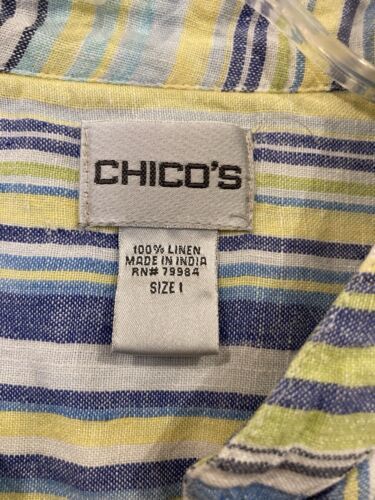 CHICO'S
100% LINEN
MADE IN INDIA
RN# 79984
SIZE 1